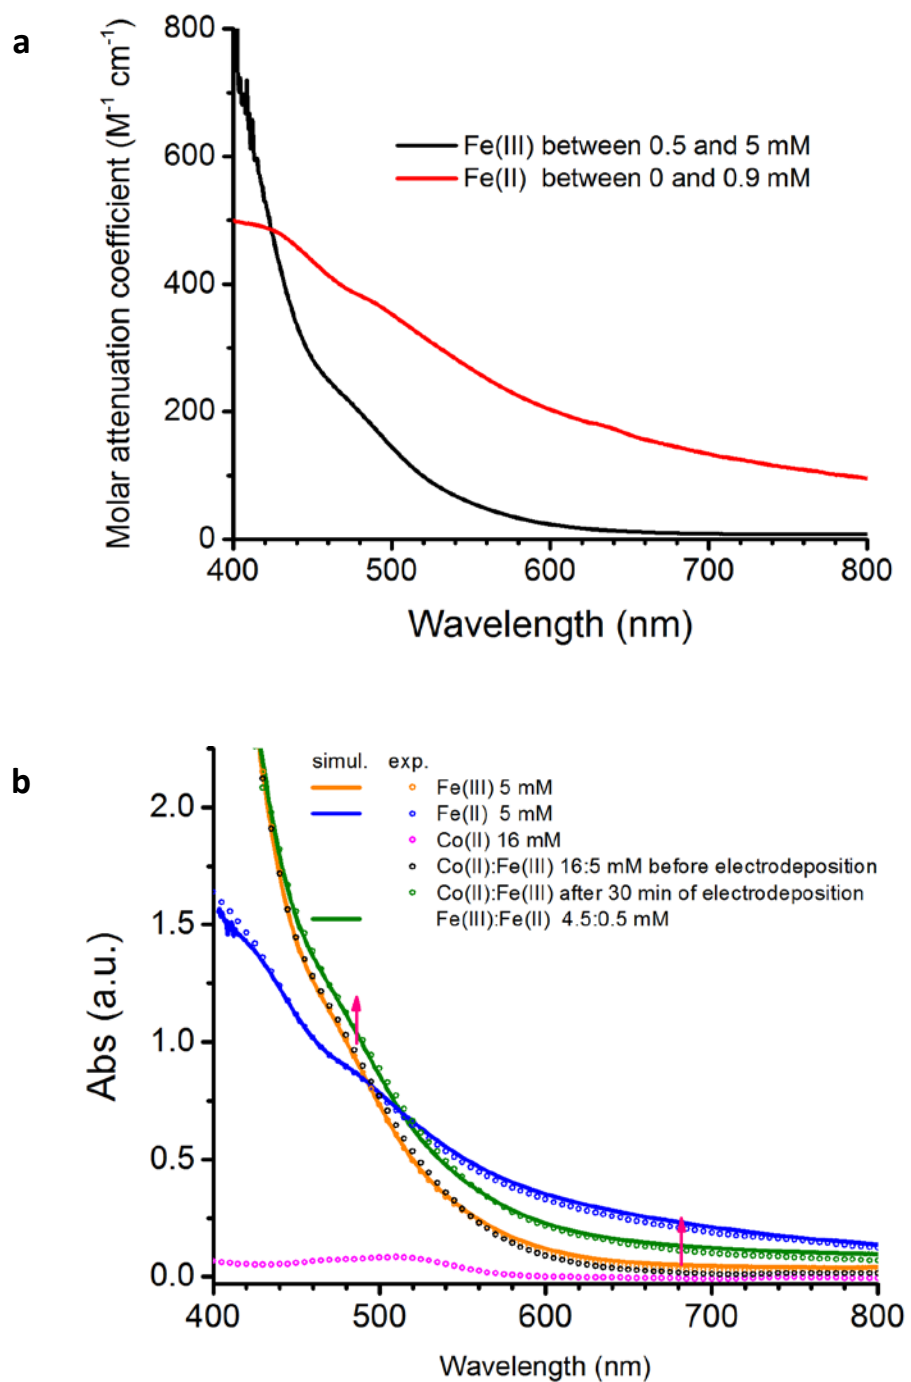 a
Molar attenuation coefficient (M⁻¹ cm⁻¹)
800
600
400
200
0
Fe(III) between 0.5 and 5 mM
Fe(II) between 0 and 0.9 mM
400 500 600 700 800
Wavelength (nm)
b
Abs (a.u.)
2.0
1.5
1.0
0.5
0.0
simul. exp.
Fe(III) 5 mM
Fe(II) 5 mM
Co(II) 16 mM
Co(II):Fe(III) 16:5 mM before electrodeposition
Co(II):Fe(III) after 30 min of electrodeposition
Fe(III):Fe(II) 4.5:0.5 mM
400 500 600 700 800
Wavelength (nm)